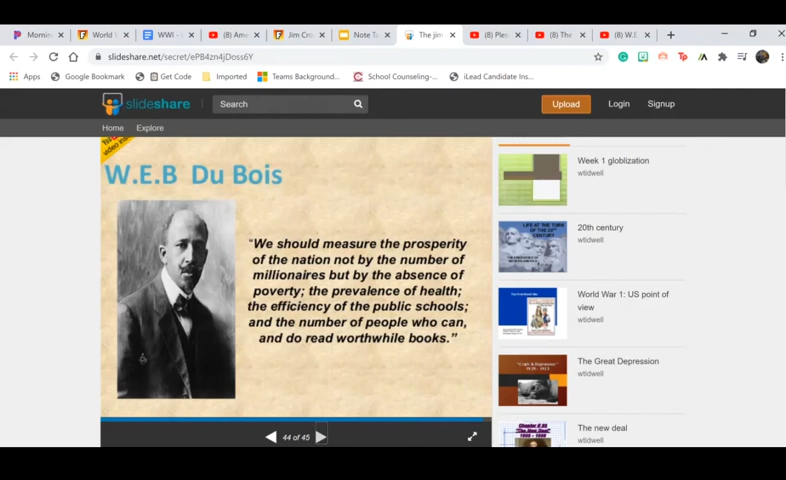 Mornin
World W
WWI -
(8) Ame
Jim Cro
Note Ta
The jim
(8) Ples
(8) The
(8) W.E
slideshare.net/secret/ePB4zn4jDoss6Y
Apps
Google Bookmark
Get Code
Imported
Teams Background...
School Counseling-...
iLead Candidate Ins...
slideshare
Search
Upload
Login
Signup
Home
Explore
W.E.B Du Bois
“We should measure the prosperity
of the nation not by the number of
millionaires but by the absence of
poverty; the prevalence of health;
the efficiency of the public schools;
and the number of people who can,
and do read worthwhile books.”
44 of 45
Week 1 globlization
wtidwell
20th century
wtidwell
World War 1: US point of
view
wtidwell
The Great Depression
wtidwell
The new deal
wtidwell